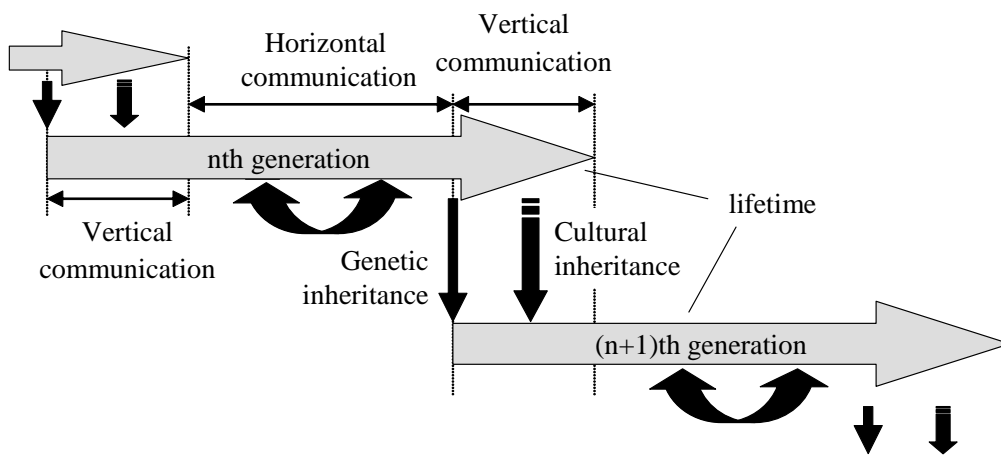 Horizontal
communication
Vertical
communication
nth generation
lifetime
Vertical
communication
Genetic
inheritance
Cultural
inheritance
(n+1)th generation